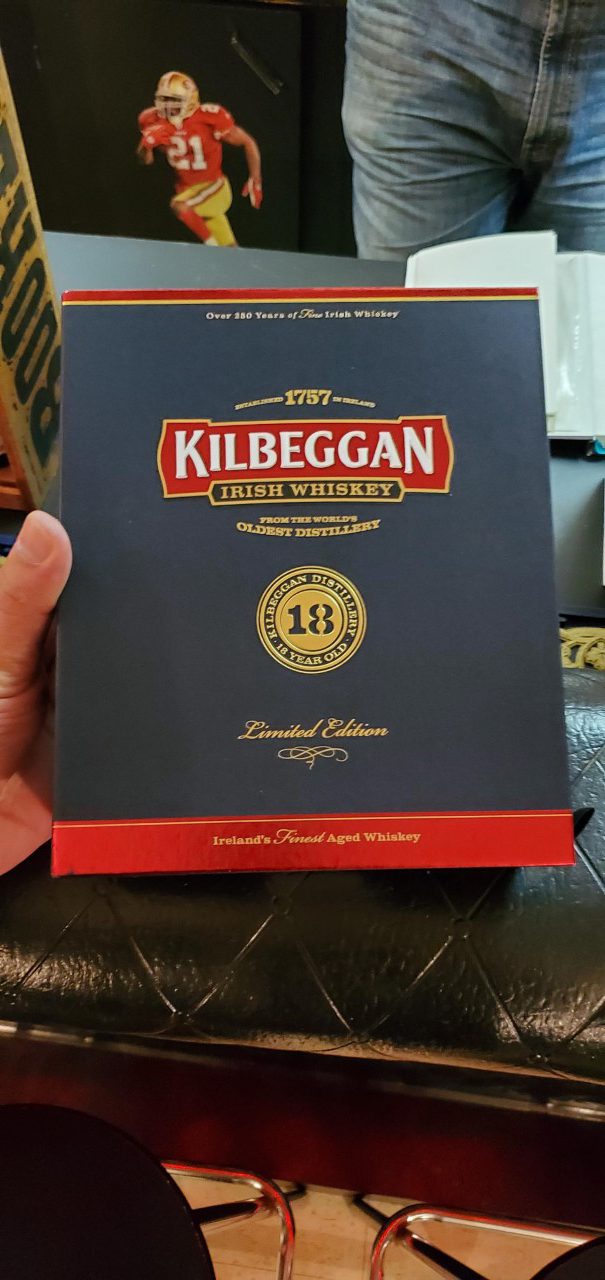 21
Over 250 Years of Fine Irish Whiskey
ESTABLISHED 1757 IN IRELAND
KILBEGGAN
IRISH WHISKEY
FROM THE WORLD'S
OLDEST DISTILLERY
KILBEGGAN DISTILLERY
18
18 YEAR OLD
Limited Edition
Ireland's Finest Aged Whiskey